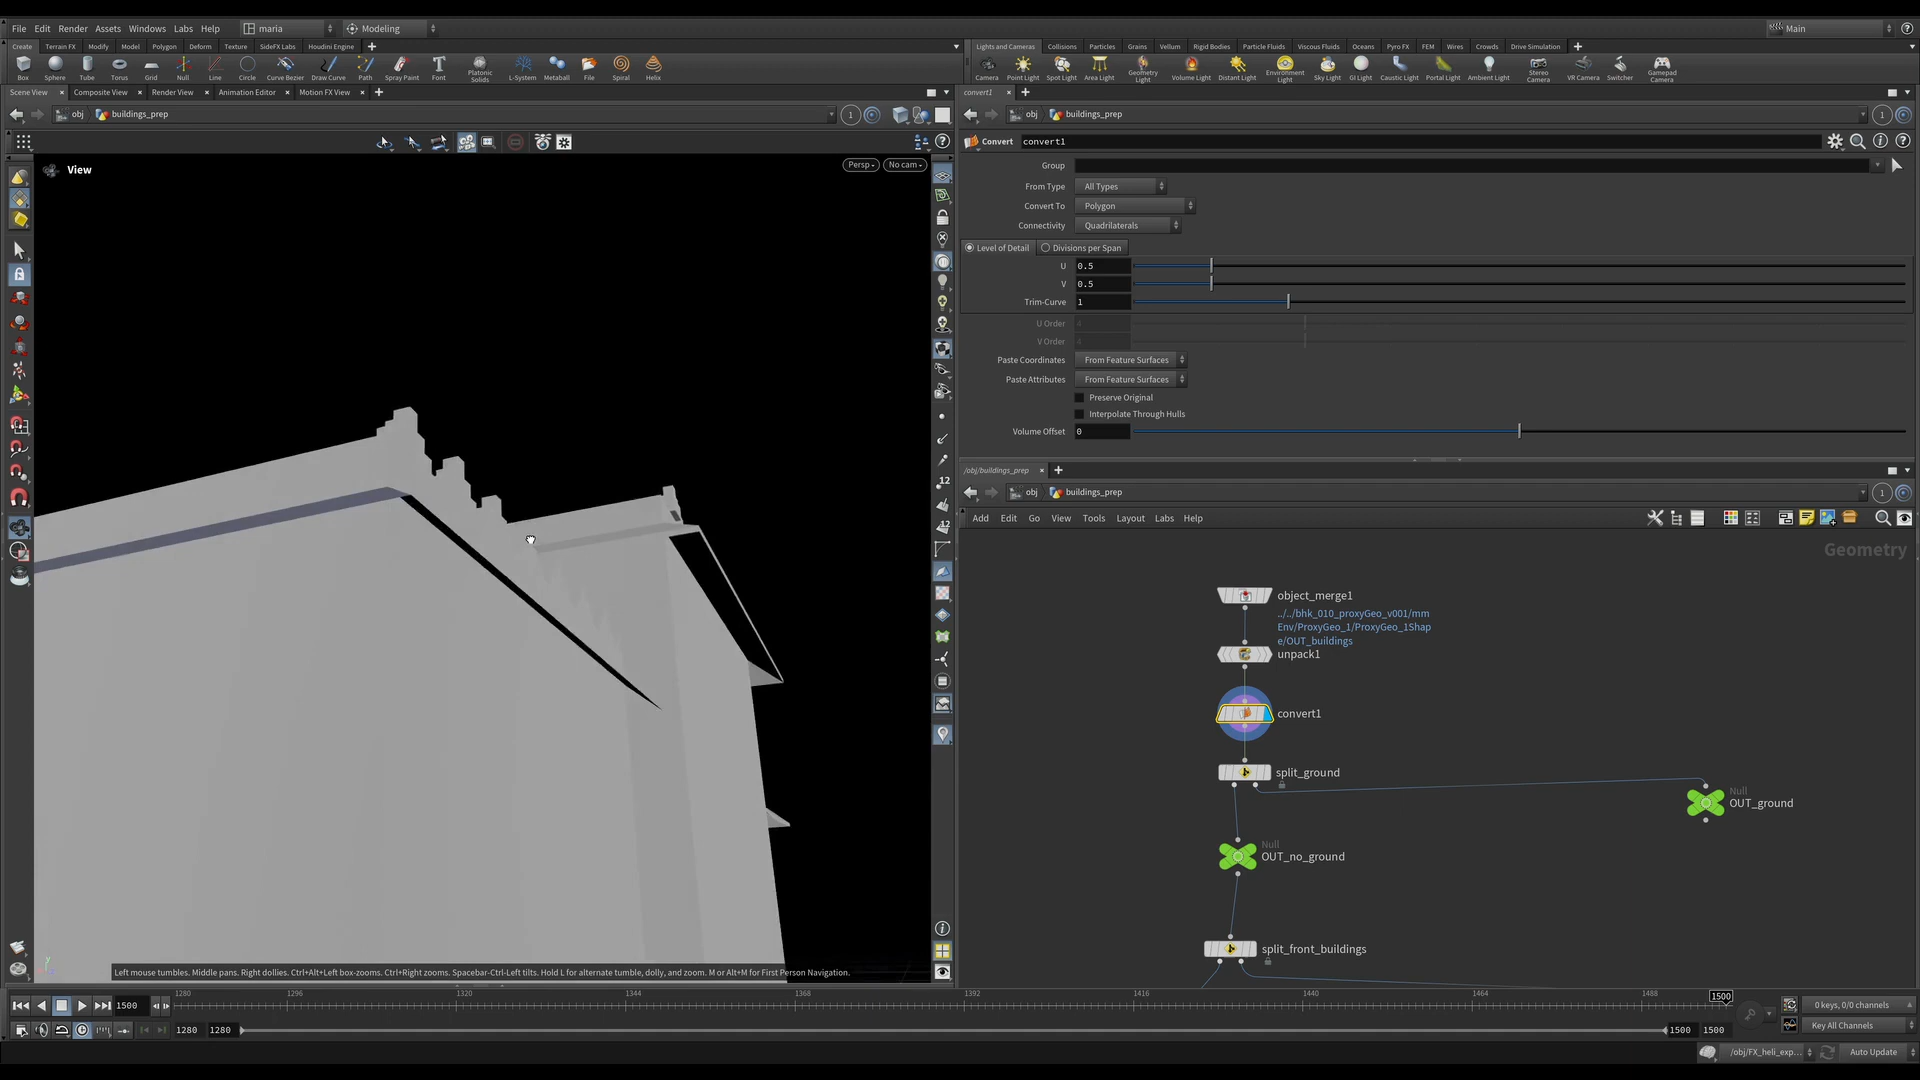 File Edit Render Assets Windows Labs Help maria Modeling Main
Create Terrain FX Modify Model Polygon Deform Texture SideFX Labs Houdini Engine
Lights and Cameras Collisions Particles Grains Vellum Rigid Bodies Particle Fluids Viscous Fluids Oceans Pyro FX FEM Wires Crowds Drive Simulation
Box Sphere Tube Torus Grid Null Line Circle Curve Bezier Draw Curve Path Spray Paint Font Platonic Solids L-System Metaball File Spiral Helix
Camera Point Light Spot Light Area Light Geometry Light Volume Light Distant Light Environment Light Sky Light GI Light Caustic Light Portal Light Ambient Light Stereo Camera VR Camera Switcher Gamepad Camera
Scene View Composite View Render View Animation Editor Motion FX View
convert1
obj buildings_prep 1
obj buildings_prep 1
View
Persp No cam
Convert convert1
Group
From Type All Types
Convert To Polygon
Connectivity Quadrilaterals
Level of Detail Divisions per Span
U 0.5
V 0.5
Trim-Curve 1
U Order 4
V Order 4
Paste Coordinates From Feature Surfaces
Paste Attributes From Feature Surfaces
Preserve Original
Interpolate Through Hulls
Volume Offset 0
/obj/buildings_prep
obj buildings_prep 1
Add Edit Go View Tools Layout Labs Help
Geometry
object_merge1
../../bhk_010_proxyGeo_v001/mm
Env/ProxyGeo_1/ProxyGeo_1Shap
e/OUT_buildings
unpack1
convert1
split_ground
Null
OUT_ground
Null
OUT_no_ground
split_front_buildings
12
12
Left mouse tumbles. Middle pans. Right dollies. Ctrl+Alt+Left box-zooms. Ctrl+Right zooms. Spacebar-Ctrl-Left tilts. Hold L for alternate tumble, dolly, and zoom. M or Alt+M for First Person Navigation.
1500 1280 1296 1320 1344 1368 1392 1416 1440 1464 1488 1500
0 keys, 0/0 channels
1280 1280 1500 1500
Key All Channels
/obj/FX_heli_exp... Auto Update